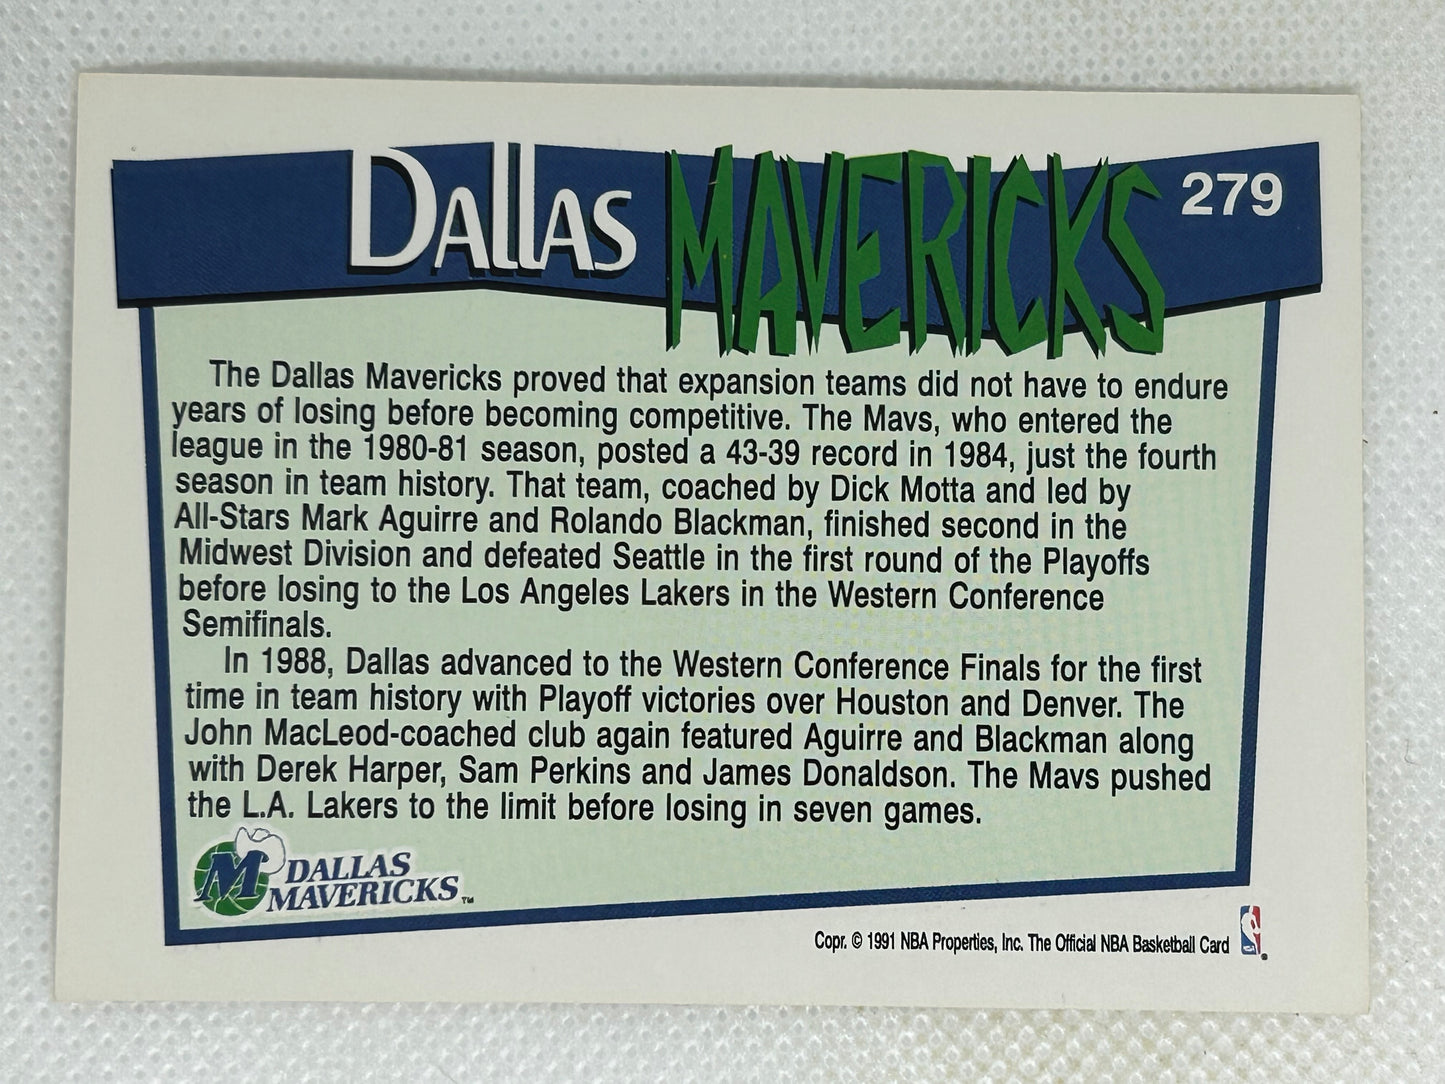 Dallas MAVERICKS 279
The Dallas Mavericks proved that expansion teams did not have to endure
years of losing before becoming competitive. The Mavs, who entered the
league in the 1980-81 season, posted a 43-39 record in 1984, just the fourth
season in team history. That team, coached by Dick Motta and led by
All-Stars Mark Aguirre and Rolando Blackman, finished second in the
Midwest Division and defeated Seattle in the first round of the Playoffs
before losing to the Los Angeles Lakers in the Western Conference
Semifinals.
In 1988, Dallas advanced to the Western Conference Finals for the first
time in team history with Playoff victories over Houston and Denver. The
John MacLeod-coached club again featured Aguirre and Blackman along
with Derek Harper, Sam Perkins and James Donaldson. The Mavs pushed
the L.A. Lakers to the limit before losing in seven games.
M DALLAS
MAVERICKS™
Copr. © 1991 NBA Properties, Inc. The Official NBA Basketball Card